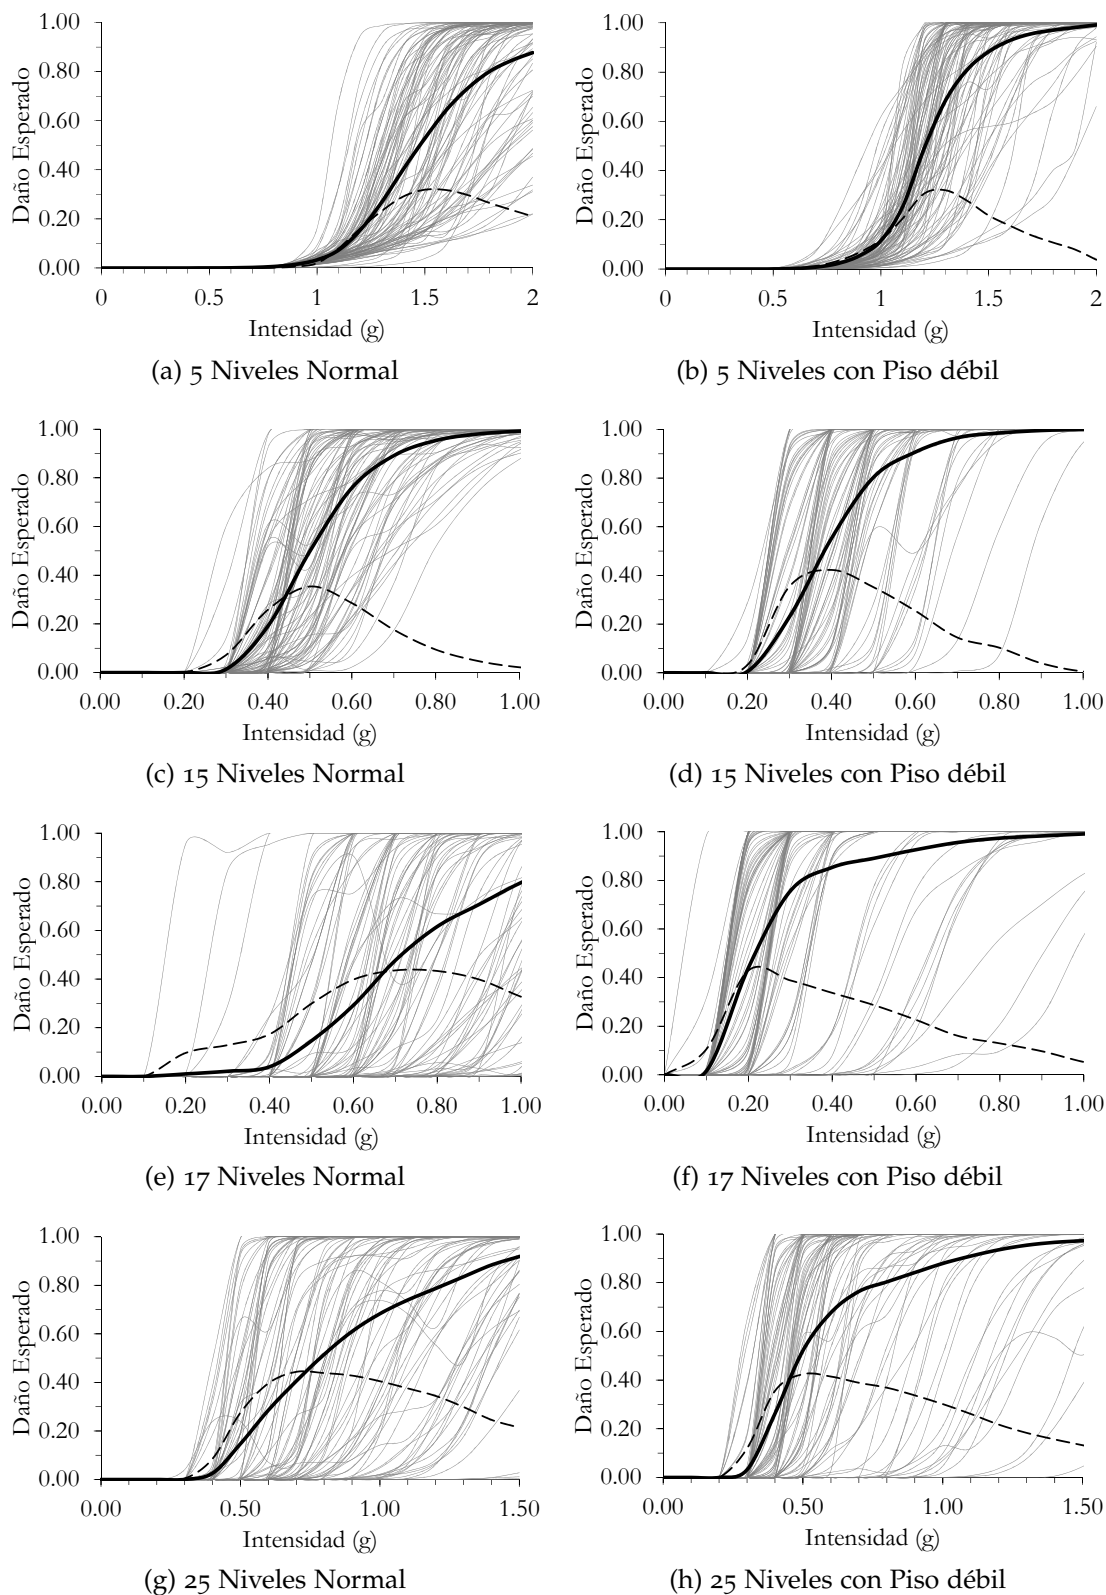 1.00
0.80
0.60
0.40
0.20
0.00
Daño Esperado
0 0.5 1 1.5 2
Intensidad (g)
(a) 5 Niveles Normal
1.00
0.80
0.60
0.40
0.20
0.00
Daño Esperado
0 0.5 1 1.5 2
Intensidad (g)
(b) 5 Niveles con Piso débil
1.00
0.80
0.60
0.40
0.20
0.00
Daño Esperado
0.00 0.20 0.40 0.60 0.80 1.00
Intensidad (g)
(c) 15 Niveles Normal
1.00
0.80
0.60
0.40
0.20
0.00
Daño Esperado
0.00 0.20 0.40 0.60 0.80 1.00
Intensidad (g)
(d) 15 Niveles con Piso débil
1.00
0.80
0.60
0.40
0.20
0.00
Daño Esperado
0.00 0.20 0.40 0.60 0.80 1.00
Intensidad (g)
(e) 17 Niveles Normal
1.00
0.80
0.60
0.40
0.20
0.00
Daño Esperado
0.00 0.20 0.40 0.60 0.80 1.00
Intensidad (g)
(f) 17 Niveles con Piso débil
1.00
0.80
0.60
0.40
0.20
0.00
Daño Esperado
0.00 0.50 1.00 1.50
Intensidad (g)
(g) 25 Niveles Normal
1.00
0.80
0.60
0.40
0.20
0.00
Daño Esperado
0.00 0.50 1.00 1.50
Intensidad (g)
(h) 25 Niveles con Piso débil